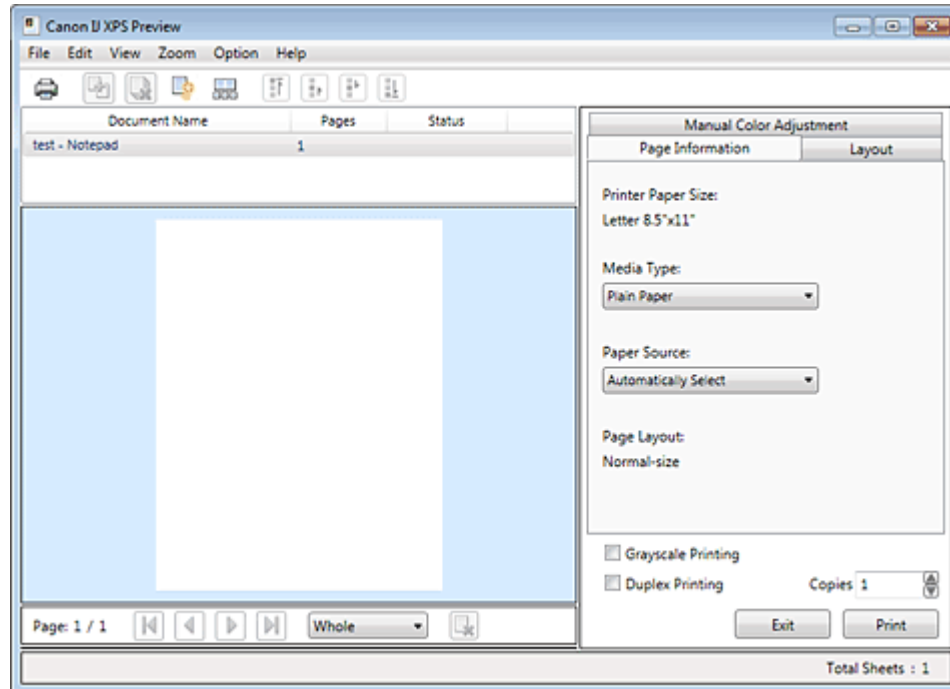 Canon IJ XPS Preview
File Edit View Zoom Option Help
Document Name Pages Status
test - Notepad 1
Manual Color Adjustment
Page Information Layout
Printer Paper Size:
Letter 8.5"x11"
Media Type:
Plain Paper
Paper Source:
Automatically Select
Page Layout:
Normal-size
Grayscale Printing
Duplex Printing Copies 1
Page: 1 / 1 Whole
Exit Print
Total Sheets : 1